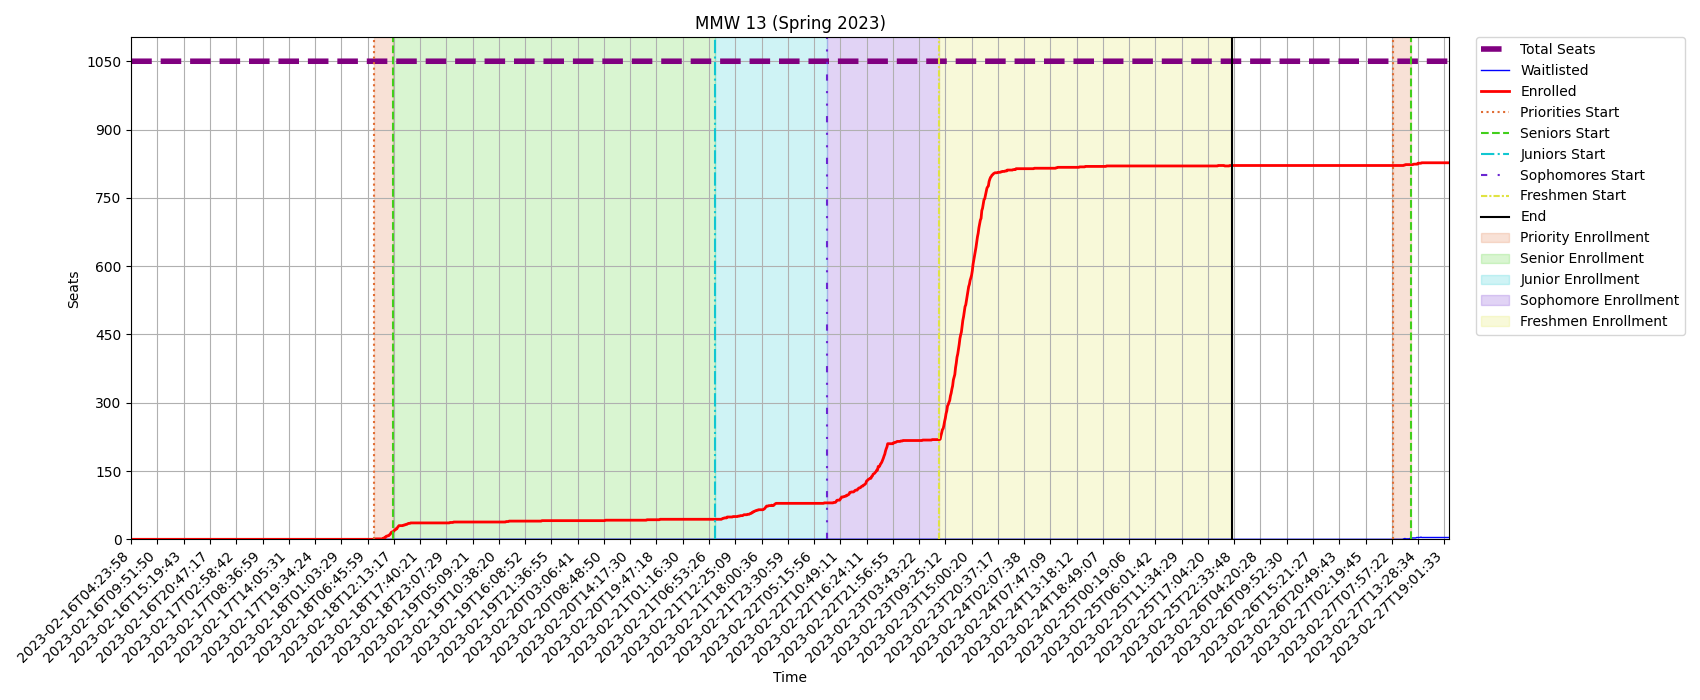 MMW 13 (Spring 2023)
Total Seats
Waitlisted
Enrolled
Priorities Start
Seniors Start
Juniors Start
Sophomores Start
Freshmen Start
End
Priority Enrollment
Senior Enrollment
Junior Enrollment
Sophomore Enrollment
Freshmen Enrollment
Seats
1050
900
750
600
450
300
150
0
2023-02-16T04:23:58
2023-02-16T09:51:50
2023-02-16T15:19:43
2023-02-16T20:47:17
2023-02-17T02:58:42
2023-02-17T08:36:59
2023-02-17T14:05:31
2023-02-17T19:34:24
2023-02-18T01:03:29
2023-02-18T06:45:59
2023-02-18T12:13:17
2023-02-18T17:40:21
2023-02-18T23:07:29
2023-02-19T05:09:21
2023-02-19T10:38:20
2023-02-19T16:08:52
2023-02-19T21:36:55
2023-02-20T03:06:41
2023-02-20T08:48:50
2023-02-20T14:17:30
2023-02-20T19:47:18
2023-02-21T01:16:30
2023-02-21T06:53:26
2023-02-21T12:25:09
2023-02-21T18:00:36
2023-02-21T23:30:59
2023-02-22T05:15:56
2023-02-22T10:49:11
2023-02-22T16:24:11
2023-02-22T21:56:55
2023-02-23T03:43:22
2023-02-23T09:25:12
2023-02-23T15:00:20
2023-02-23T20:37:17
2023-02-24T02:07:38
2023-02-24T07:47:09
2023-02-24T13:18:12
2023-02-24T18:49:07
2023-02-25T00:19:06
2023-02-25T06:01:42
2023-02-25T11:34:29
2023-02-25T17:04:20
2023-02-25T22:33:48
2023-02-26T04:20:28
2023-02-26T09:52:30
2023-02-26T15:21:27
2023-02-26T20:49:43
2023-02-27T02:19:45
2023-02-27T07:57:22
2023-02-27T13:28:34
2023-02-27T19:01:33
Time